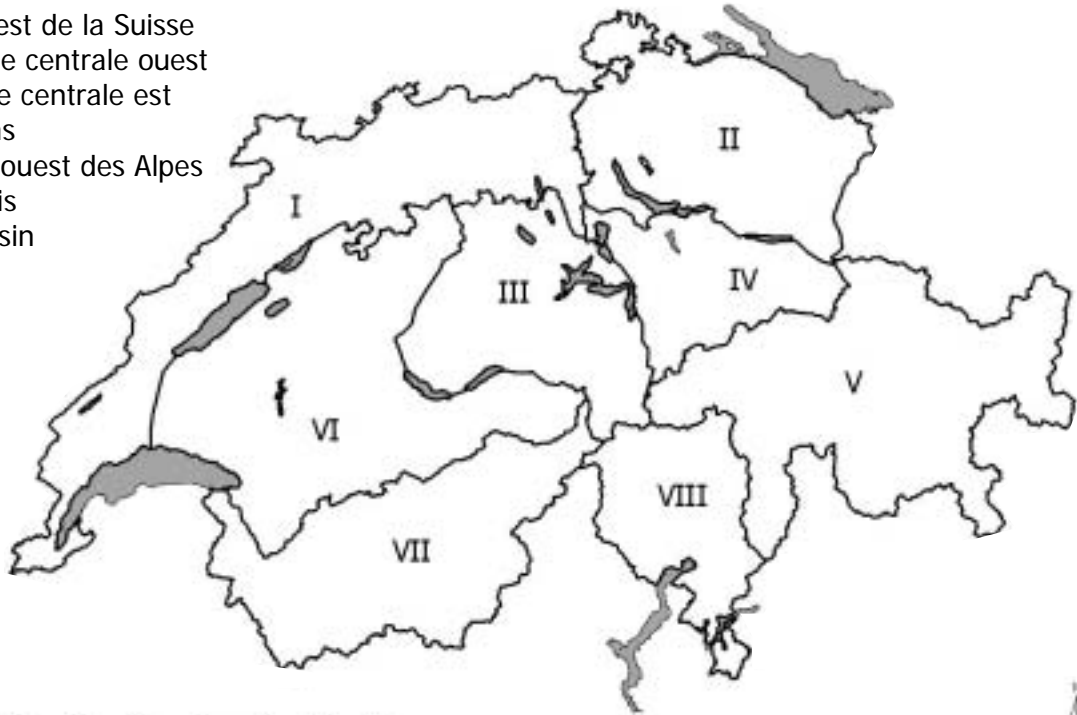 est de la Suisse
e centrale ouest
e centrale est
ns
ouest des Alpes
is
sin
I
II
III
IV
V
VI
VII
VIII